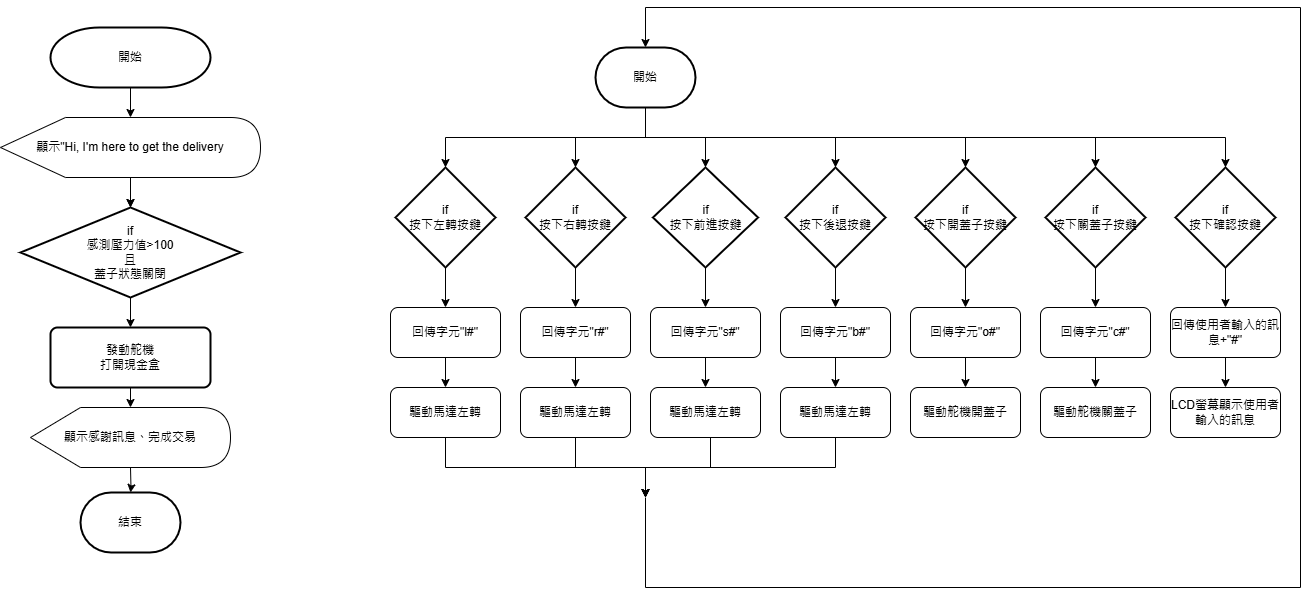 開始
顯示"Hi, I'm here to get the delivery
if
感測壓力值>100
且
蓋子狀態關閉
發動舵機
打開現金盒
顯示感謝訊息、完成交易
結束
開始
if
按下左轉按鍵
if
按下右轉按鍵
if
按下前進按鍵
if
按下後退按鍵
if
按下開蓋子按鍵
if
按下關蓋子按鍵
if
按下確認按鍵
回傳字元"l#"
回傳字元"r#"
回傳字元"s#"
回傳字元"b#"
回傳字元"o#"
回傳字元"c#"
回傳使用者輸入的訊
息+"#"
驅動馬達左轉
驅動馬達左轉
驅動馬達左轉
驅動馬達左轉
驅動舵機開蓋子
驅動舵機關蓋子
LCD螢幕顯示使用者
輸入的訊息